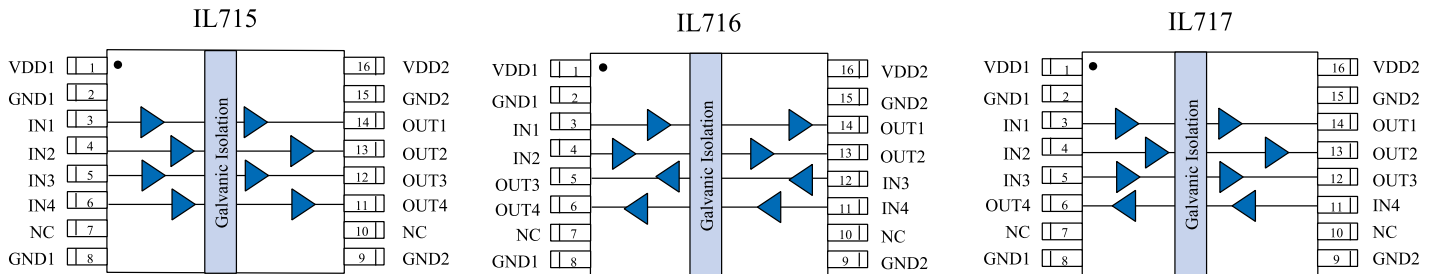 IL715
VDD1 1 16 VDD2
GND1 2 15 GND2
IN1 3 14 OUT1
IN2 4 13 OUT2
IN3 5 12 OUT3
IN4 6 11 OUT4
NC 7 10 NC
GND1 8 9 GND2
Galvanic Isolation
IL716
VDD1 1 16 VDD2
GND1 2 15 GND2
IN1 3 14 OUT1
IN2 4 13 OUT2
OUT3 5 12 IN3
OUT4 6 11 IN4
NC 7 10 NC
GND1 8 9 GND2
Galvanic Isolation
IL717
VDD1 1 16 VDD2
GND1 2 15 GND2
IN1 3 14 OUT1
IN2 4 13 OUT2
IN3 5 12 OUT3
OUT4 6 11 IN4
NC 7 10 NC
GND1 8 9 GND2
Galvanic Isolation